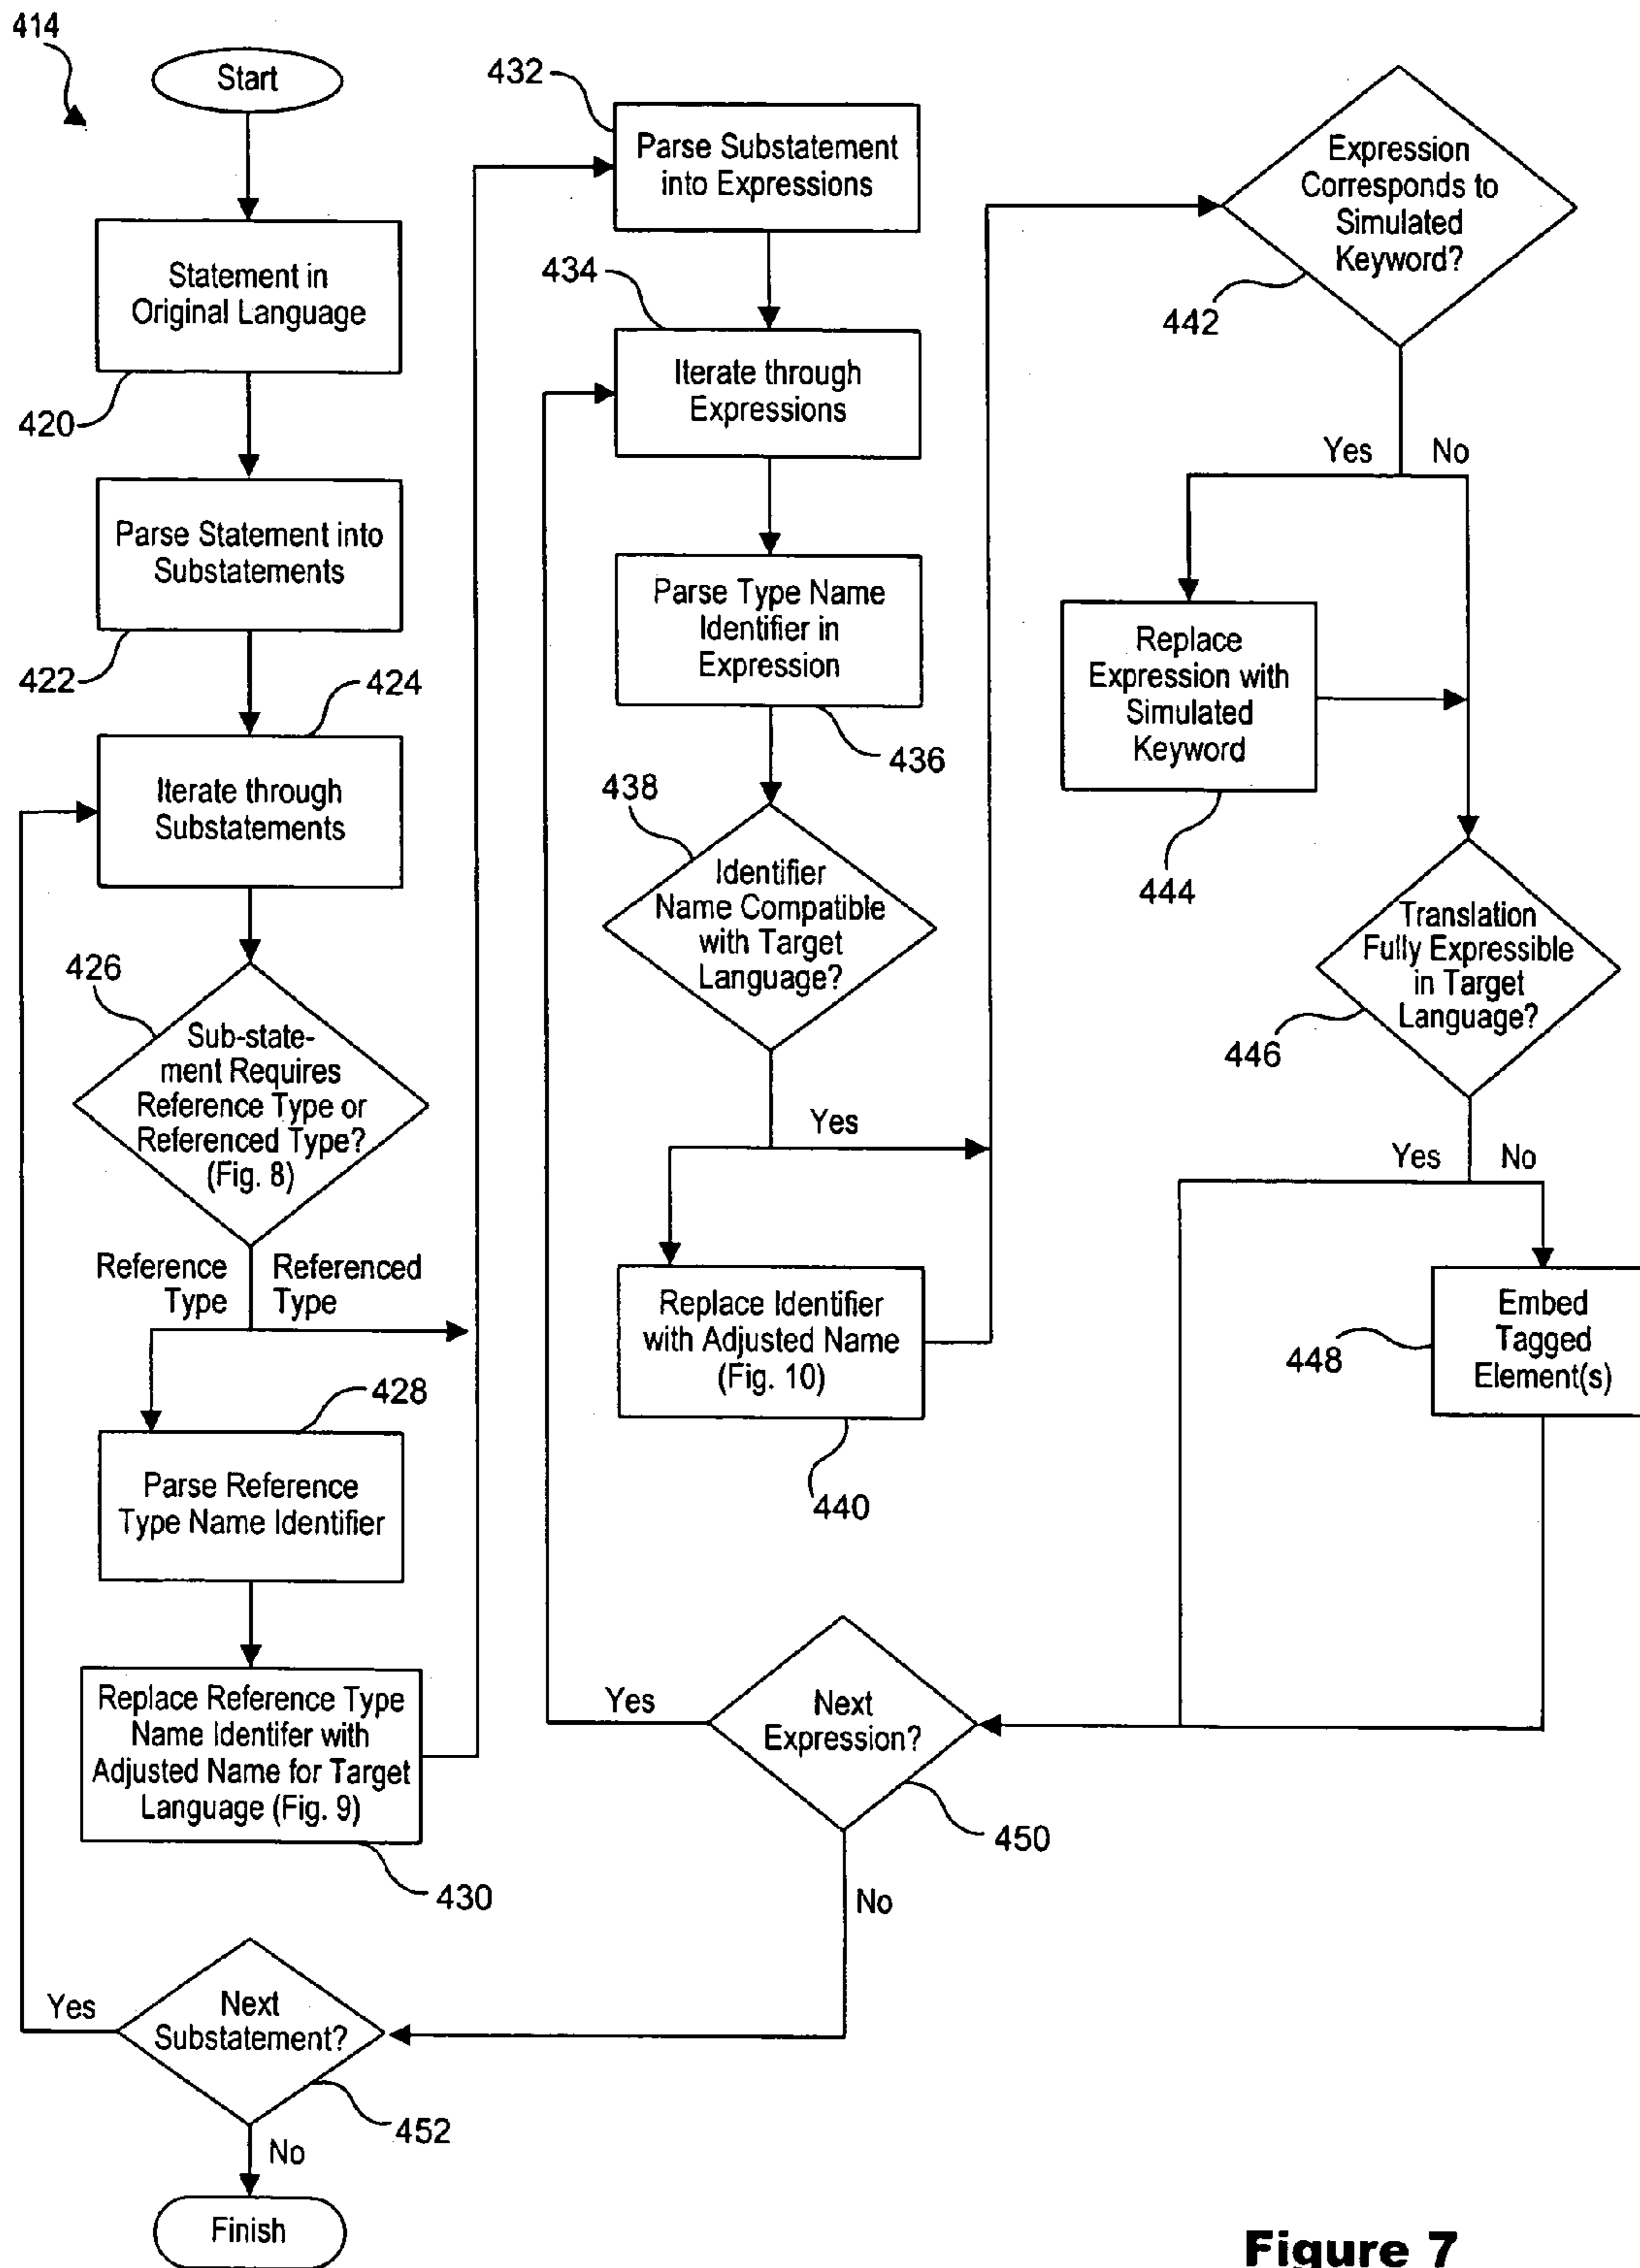 414
Start
Statement in
Original Language
420
Parse Statement into
Substatements
422
424
Iterate through
Substatements
426
Sub-state-
ment Requires
Reference Type or
Referenced Type?
(Fig. 8)
Reference
Type
Referenced
Type
428
Parse Reference
Type Name Identifier
Replace Reference Type
Name Identifer with
Adjusted Name for Target
Language (Fig. 9)
430
Yes
Next
Substatement?
452
No
Finish
432
Parse Substatement
into Expressions
434
Iterate through
Expressions
Parse Type Name
Identifier in
Expression
436
438
Identifier
Name Compatible
with Target
Language?
Yes
Replace Identifier
with Adjusted Name
(Fig. 10)
440
Yes
Next
Expression?
450
No
Expression
Corresponds to
Simulated
Keyword?
442
Yes
No
Replace
Expression with
Simulated
Keyword
444
Translation
Fully Expressible
in Target
Language?
446
Yes
No
Embed
Tagged
Element(s)
448
Figure 7